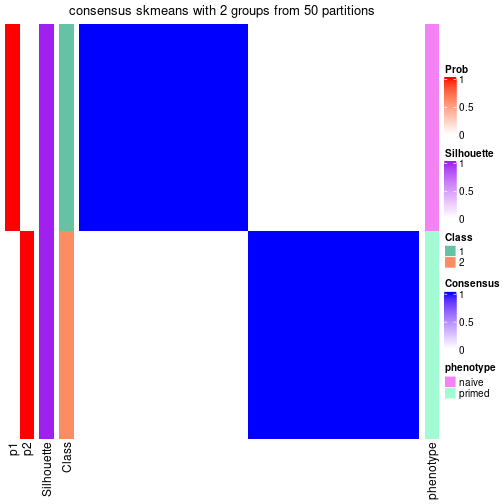 consensus skmeans with 2 groups from 50 partitions
Prob
1
0.5
0
Silhouette
1
0.5
0
Class
1
2
Consensus
1
0.5
0
phenotype
naive
primed
p1
p2
Silhouette
Class
phenotype